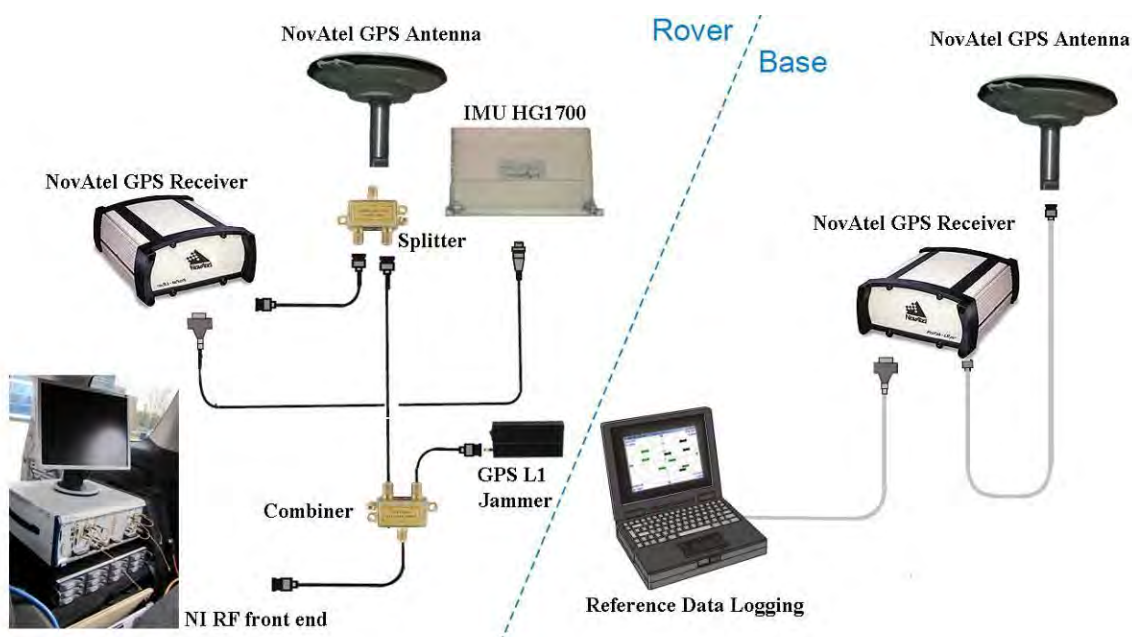 NovAtel GPS Antenna
Rover
Base
NovAtel GPS Antenna
IMU HG1700
NovAtel GPS Receiver
Splitter
NovAtel GPS Receiver
GPS L1
Jammer
Combiner
NI RF front end
Reference Data Logging